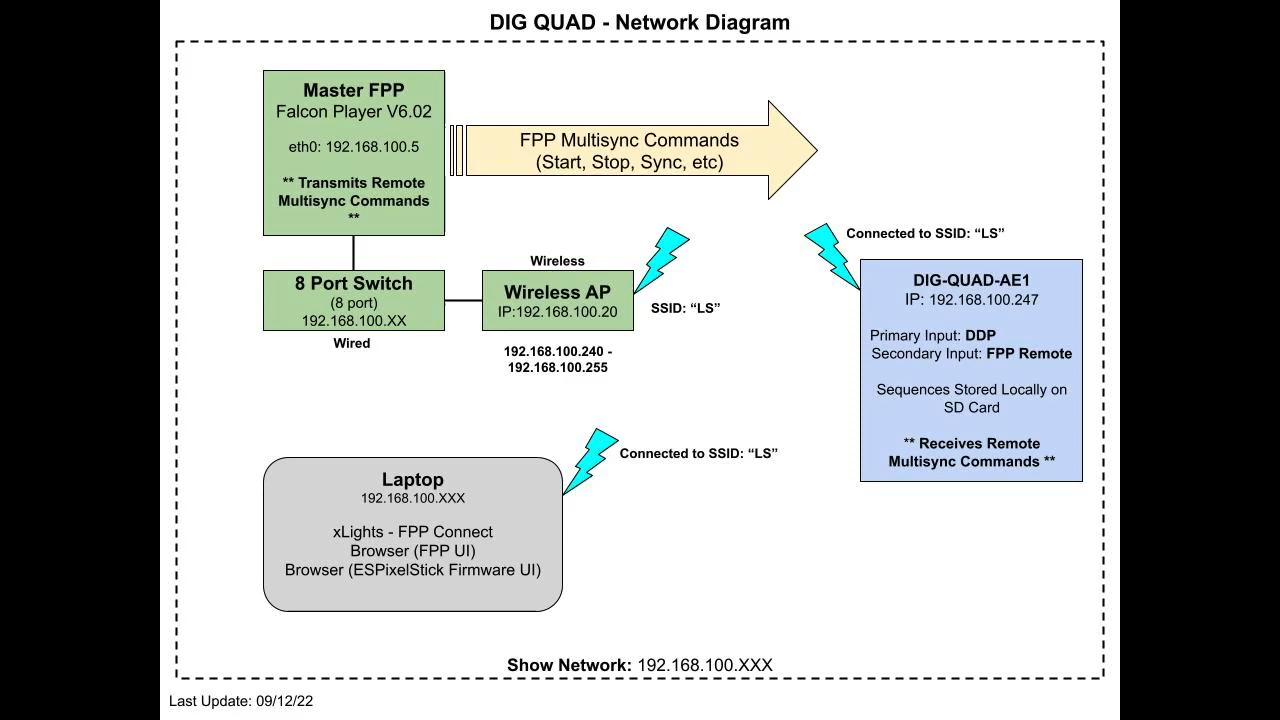 DIG QUAD - Network Diagram
Master FPP
Falcon Player V6.02
eth0: 192.168.100.5
** Transmits Remote
Multisync Commands
**
FPP Multisync Commands
(Start, Stop, Sync, etc)
8 Port Switch
(8 port)
192.168.100.XX
Wired
Wireless
Wireless AP
IP:192.168.100.20
192.168.100.240 -
192.168.100.255
SSID: “LS”
Connected to SSID: “LS”
DIG-QUAD-AE1
IP: 192.168.100.247
Primary Input: DDP
Secondary Input: FPP Remote
Sequences Stored Locally on
SD Card
** Receives Remote
Multisync Commands **
Connected to SSID: “LS”
Laptop
192.168.100.XXX
xLights - FPP Connect
Browser (FPP UI)
Browser (ESPixelStick Firmware UI)
Show Network: 192.168.100.XXX
Last Update: 09/12/22